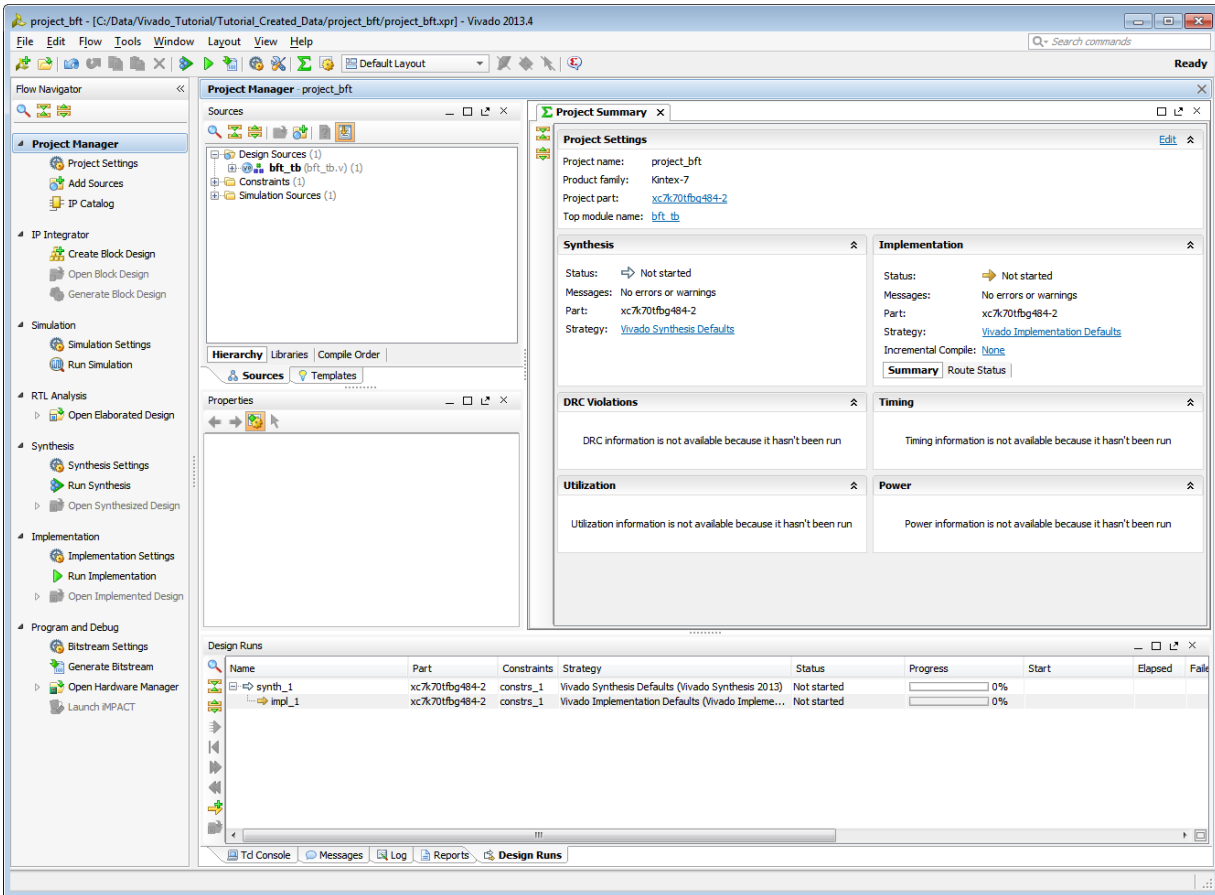 project_bft - [C:/Data/Vivado_Tutorial/Tutorial_Created_Data/project_bft/project_bft.xpr] - Vivado 2013.4
File Edit Flow Tools Window Layout View Help
Search commands
Default Layout
Ready
Flow Navigator
Project Manager
Project Settings
Add Sources
IP Catalog
IP Integrator
Create Block Design
Open Block Design
Generate Block Design
Simulation
Simulation Settings
Run Simulation
RTL Analysis
Open Elaborated Design
Synthesis
Synthesis Settings
Run Synthesis
Open Synthesized Design
Implementation
Implementation Settings
Run Implementation
Open Implemented Design
Program and Debug
Bitstream Settings
Generate Bitstream
Open Hardware Manager
Launch iMPACT
Project Manager - project_bft
Sources
Design Sources (1)
bft_tb (bft_tb.v) (1)
Constraints (1)
Simulation Sources (1)
Hierarchy Libraries Compile Order
Sources Templates
Properties
Project Summary
Project Settings Edit
Project name: project_bft
Product family: Kintex-7
Project part: xc7k70tfbg484-2
Top module name: bft_tb
Synthesis
Status: Not started
Messages: No errors or warnings
Part: xc7k70tfbg484-2
Strategy: Vivado Synthesis Defaults
Implementation
Status: Not started
Messages: No errors or warnings
Part: xc7k70tfbg484-2
Strategy: Vivado Implementation Defaults
Incremental Compile: None
Summary Route Status
DRC Violations
DRC information is not available because it hasn't been run
Timing
Timing information is not available because it hasn't been run
Utilization
Utilization information is not available because it hasn't been run
Power
Power information is not available because it hasn't been run
Design Runs
Name Part Constraints Strategy Status Progress Start Elapsed Faile
synth_1 xc7k70tfbg484-2 constrs_1 Vivado Synthesis Defaults (Vivado Synthesis 2013) Not started 0%
impl_1 xc7k70tfbg484-2 constrs_1 Vivado Implementation Defaults (Vivado Impleme... Not started 0%
Tcl Console Messages Log Reports Design Runs